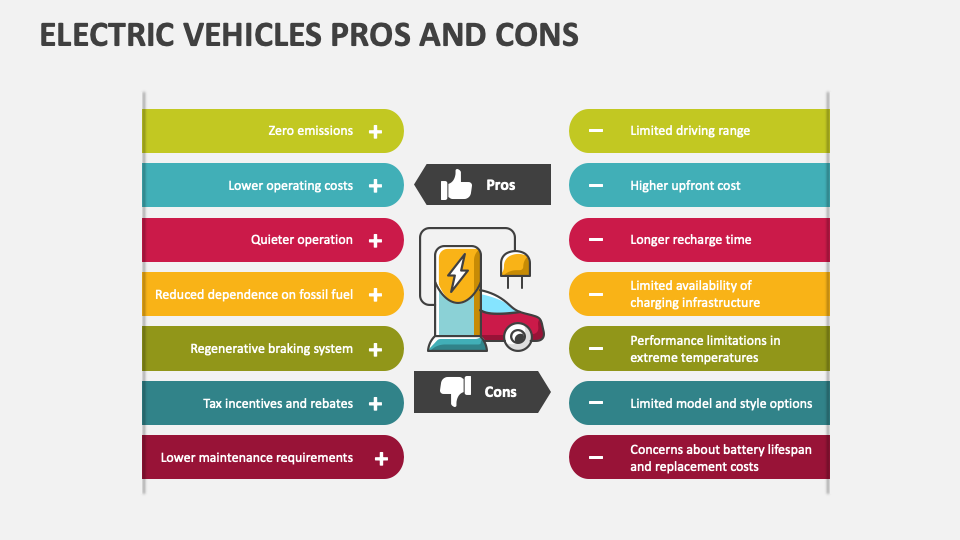 ELECTRIC VEHICLES PROS AND CONS
Zero emissions
Lower operating costs
Quieter operation
Reduced dependence on fossil fuel
Regenerative braking system
Tax incentives and rebates
Lower maintenance requirements
Pros
Cons
Limited driving range
Higher upfront cost
Longer recharge time
Limited availability of
charging infrastructure
Performance limitations in
extreme temperatures
Limited model and style options
Concerns about battery lifespan
and replacement costs